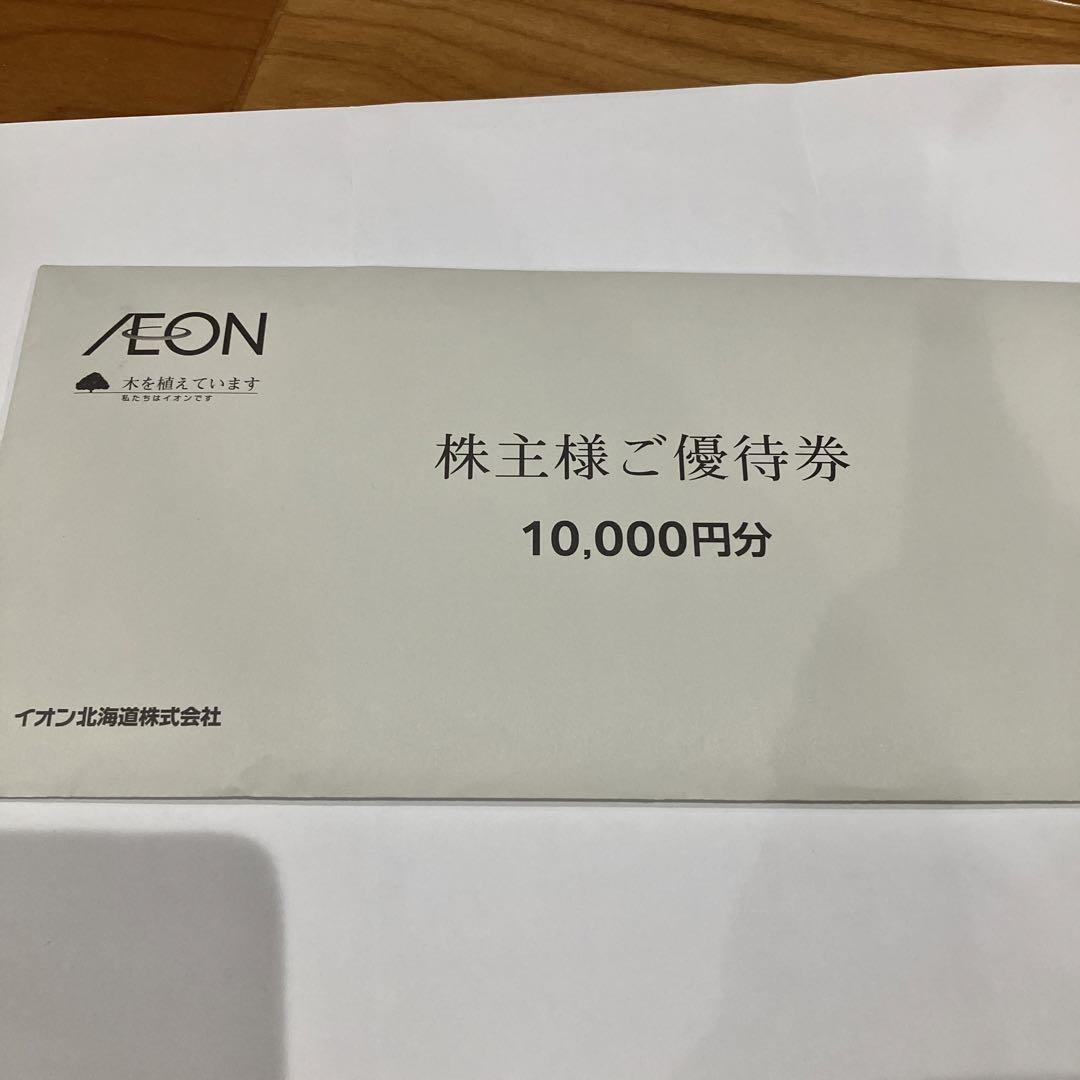 ÆON
木を植えています
私たちはイオンです
株主様ご優待券
10,000円分
イオン北海道株式会社